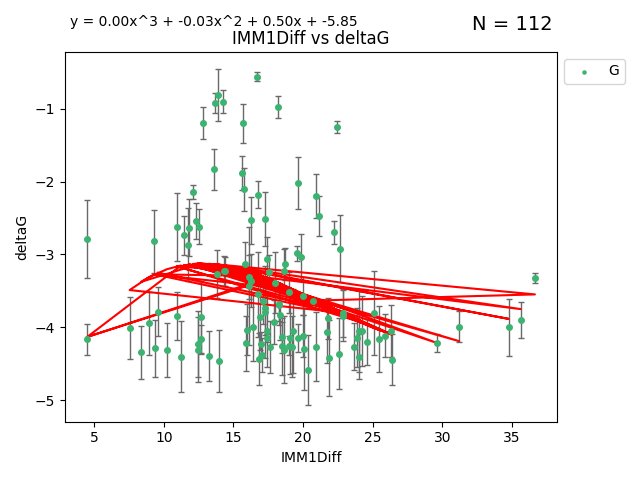 y = 0.00x^3 + -0.03x^2 + 0.50x + -5.85
N = 112
IMM1Diff vs deltaG
G
deltaG
−1
−2
−3
−4
−5
5 10 15 20 25 30 35
IMM1Diff